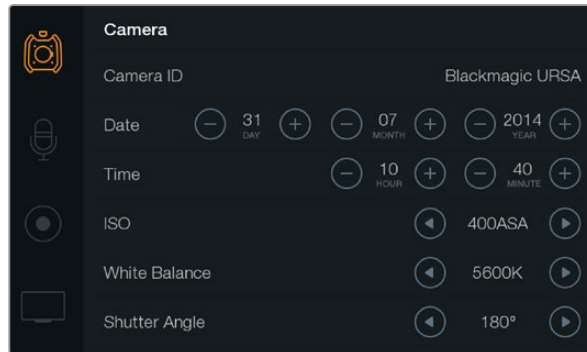 Camera
Camera ID Blackmagic URSA
Date 31 DAY 07 MONTH 2014 YEAR
Time 10 HOUR 40 MINUTE
ISO 400ASA
White Balance 5600K
Shutter Angle 180°